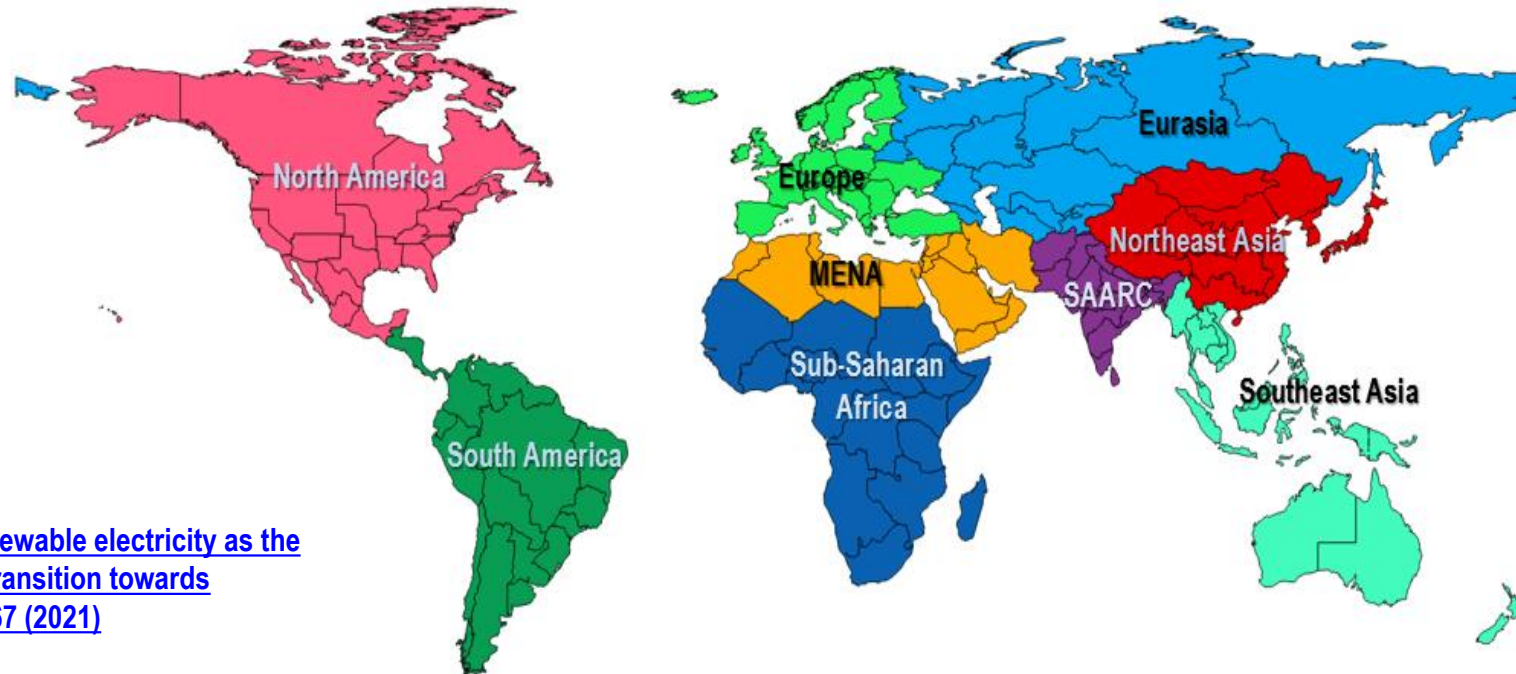 North America
Eurasia
Europe
Northeast Asia
MENA
SAARC
Sub-Saharan
Africa
Southeast Asia
South America
ewable electricity as the
ransition towards
67 (2021)